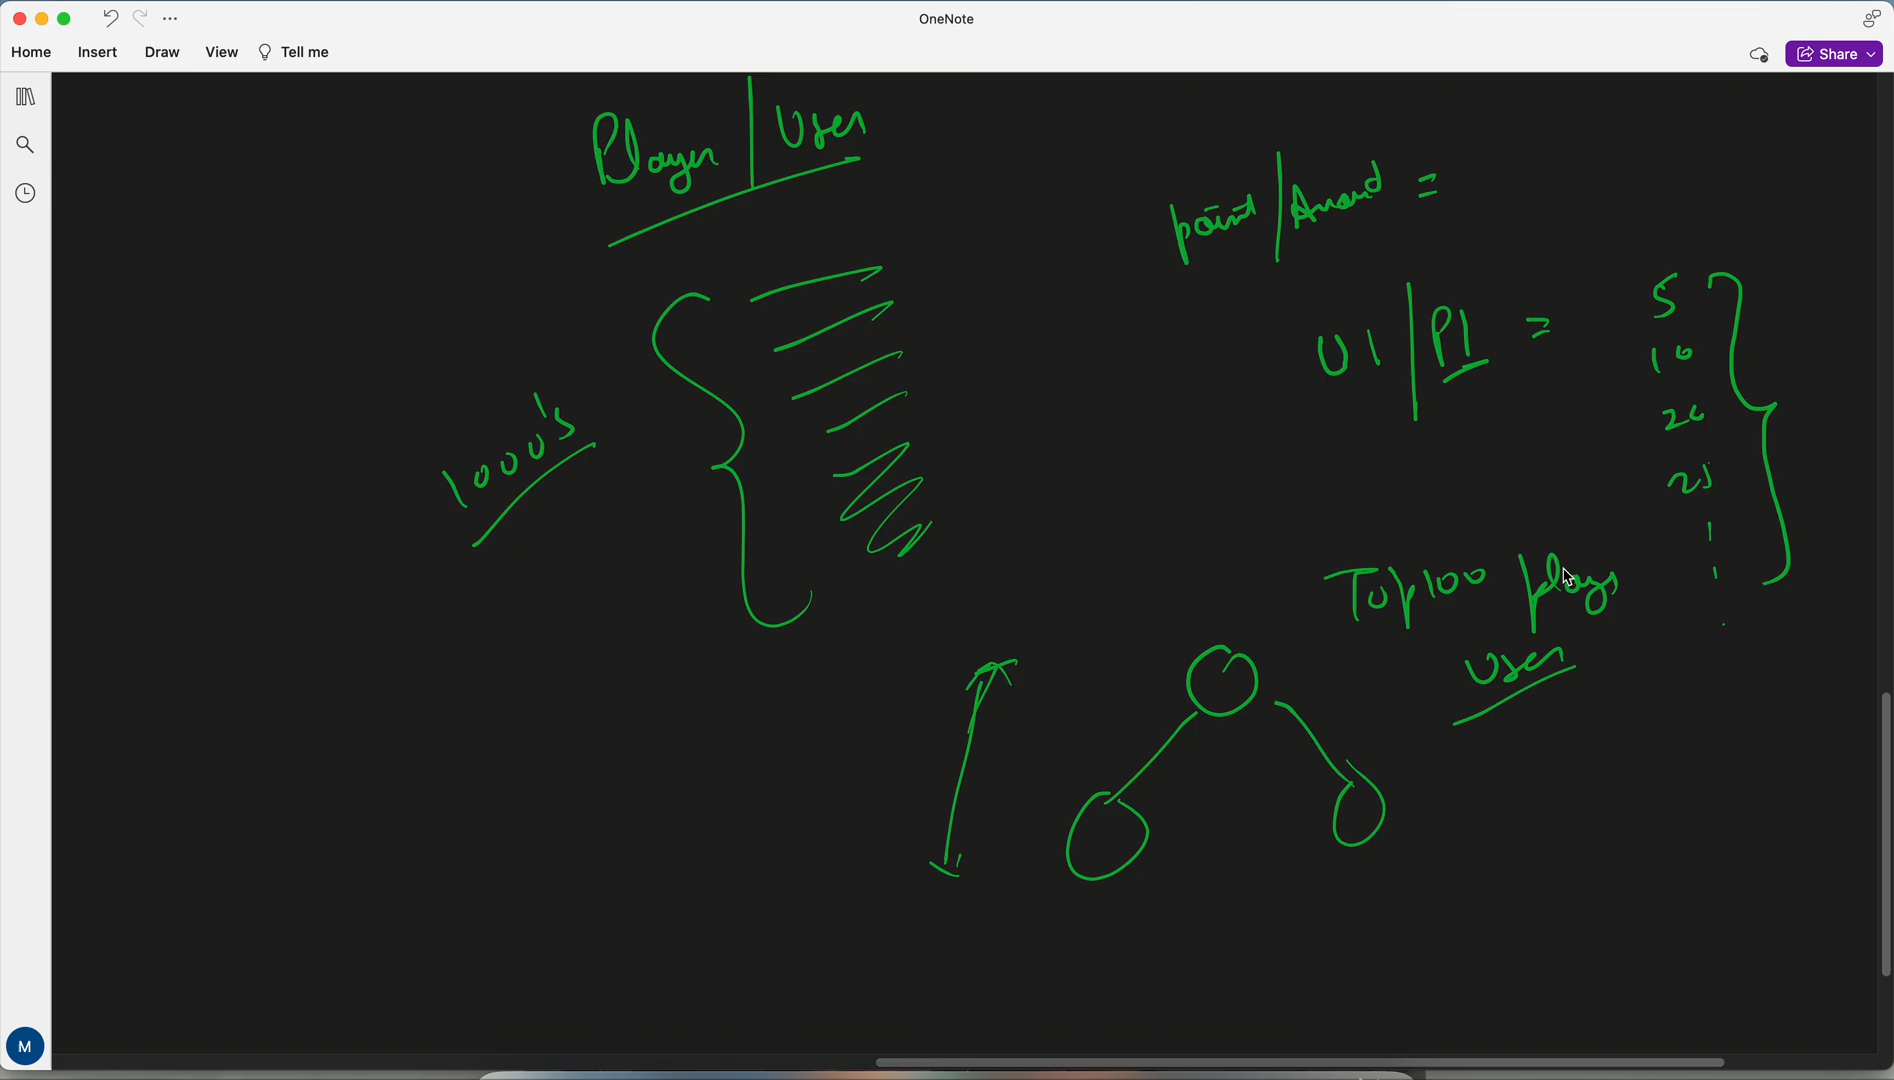 OneNote
Home Insert Draw View Tell me
Share
Player | User
point | Award =
U1 | P1 =
5
10
20
25
1000's
Top 100 plays
User
M